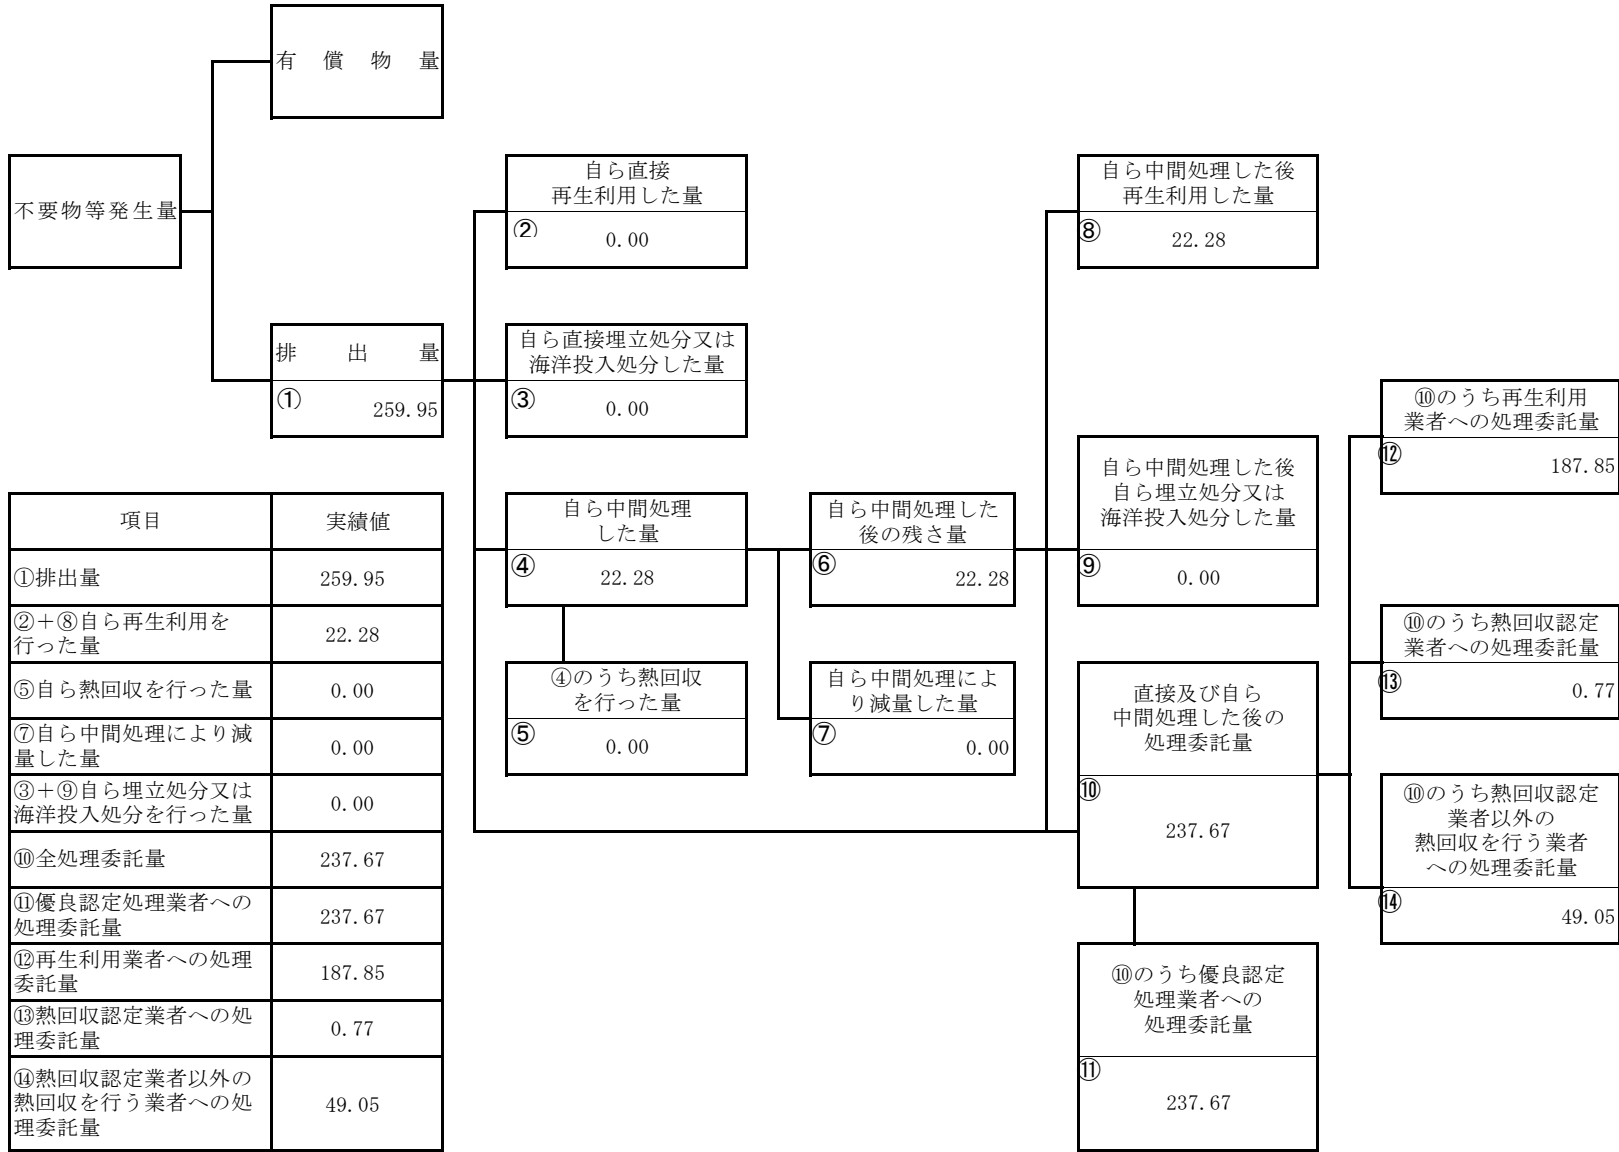 有償物量
不要物等発生量
排出量
①
259.95
自ら直接
再生利用した量
②
0.00
自ら直接埋立処分又は
海洋投入処分した量
③
0.00
自ら中間処理
した量
④
22.28
④のうち熱回収
を行った量
⑤
0.00
自ら中間処理した
後の残さ量
⑥
22.28
自ら中間処理によ
り減量した量
⑦
0.00
自ら中間処理した後
再生利用した量
⑧
22.28
自ら中間処理した後
自ら埋立処分又は
海洋投入処分した量
⑨
0.00
直接及び自ら
中間処理した後の
処理委託量
⑩
237.67
⑩のうち優良認定
処理業者への
処理委託量
⑪
237.67
⑩のうち再生利用
業者への処理委託量
⑫
187.85
⑩のうち熱回収認定
業者への処理委託量
⑬
0.77
⑩のうち熱回収認定
業者以外の
熱回収を行う業者
への処理委託量
⑭
49.05
項目 実績値
①排出量 259.95
②+⑧自ら再生利用を
行った量 22.28
⑤自ら熱回収を行った量 0.00
⑦自ら中間処理により減
量した量 0.00
③+⑨自ら埋立処分又は
海洋投入処分を行った量 0.00
⑩全処理委託量 237.67
⑪優良認定処理業者への
処理委託量 237.67
⑫再生利用業者への処理
委託量 187.85
⑬熱回収認定業者への処
理委託量 0.77
⑭熱回収認定業者以外の
熱回収を行う業者への処
理委託量 49.05